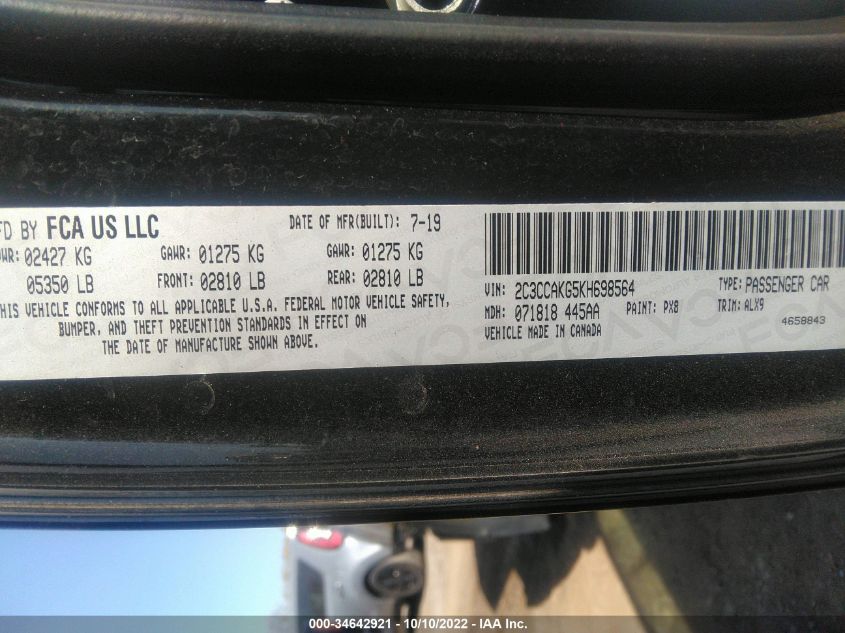 FD BY FCA US LLC DATE OF MFR(BUILT): 7-19
WR: 02427 KG GAWR: 01275 KG GAWR: 01275 KG
05350 LB FRONT: 02810 LB REAR: 02810 LB
THIS VEHICLE CONFORMS TO ALL APPLICABLE U.S.A. FEDERAL MOTOR VEHICLE SAFETY,
BUMPER, AND THEFT PREVENTION STANDARDS IN EFFECT ON
THE DATE OF MANUFACTURE SHOWN ABOVE.
VIN: 2C3CCAKG5KH698564 TYPE: PASSENGER CAR
MDH: 071818 445AA PAINT: PX8 TRIM: ALX9
VEHICLE MADE IN CANADA 4658843
000-34642921 - 10/10/2022 - IAA Inc.